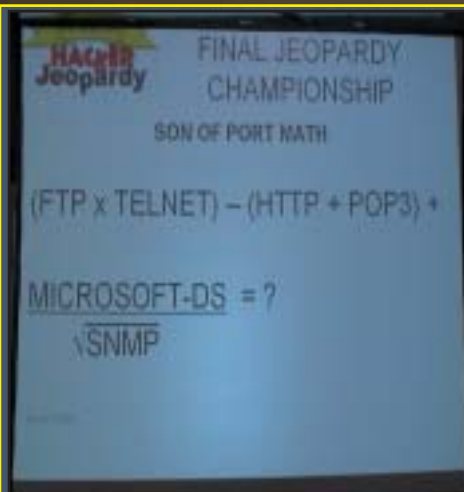 HACKER
Jeopardy
FINAL JEOPARDY
CHAMPIONSHIP
SON OF PORT MATH
(FTP x TELNET) – (HTTP + POP3) +
MICROSOFT-DS = ?
√SNMP